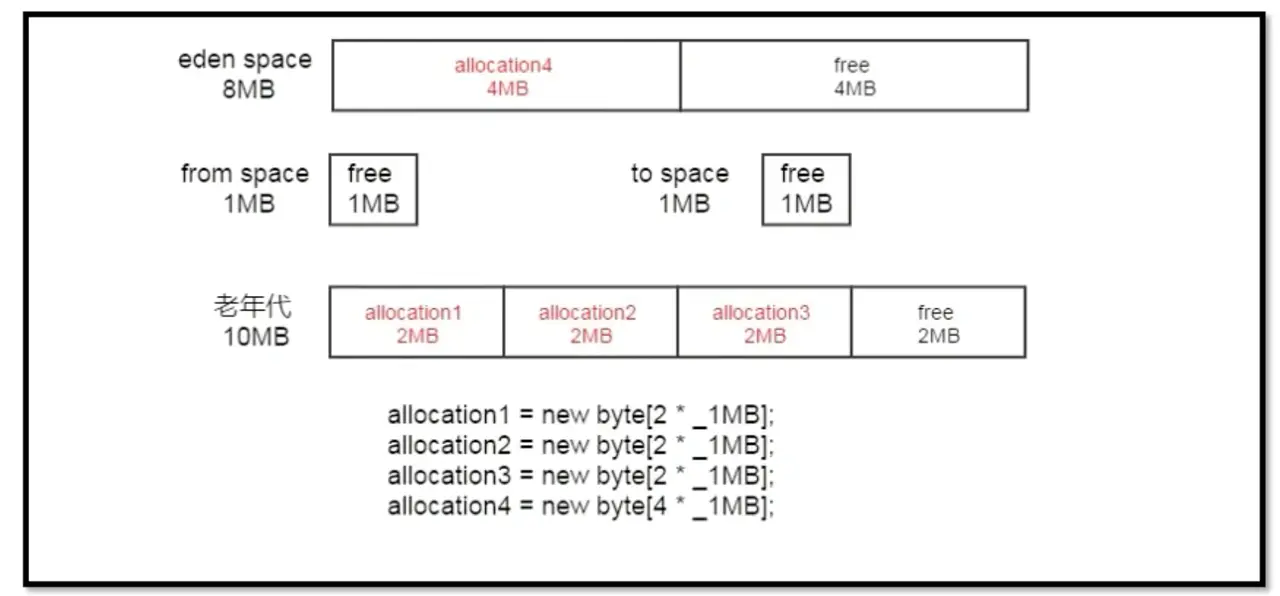 eden space
8MB
allocation4
4MB
free
4MB
from space
1MB
free
1MB
to space
1MB
free
1MB
老年代
10MB
allocation1
2MB
allocation2
2MB
allocation3
2MB
free
2MB
allocation1 = new byte[2 * _1MB];
allocation2 = new byte[2 * _1MB];
allocation3 = new byte[2 * _1MB];
allocation4 = new byte[4 * _1MB];